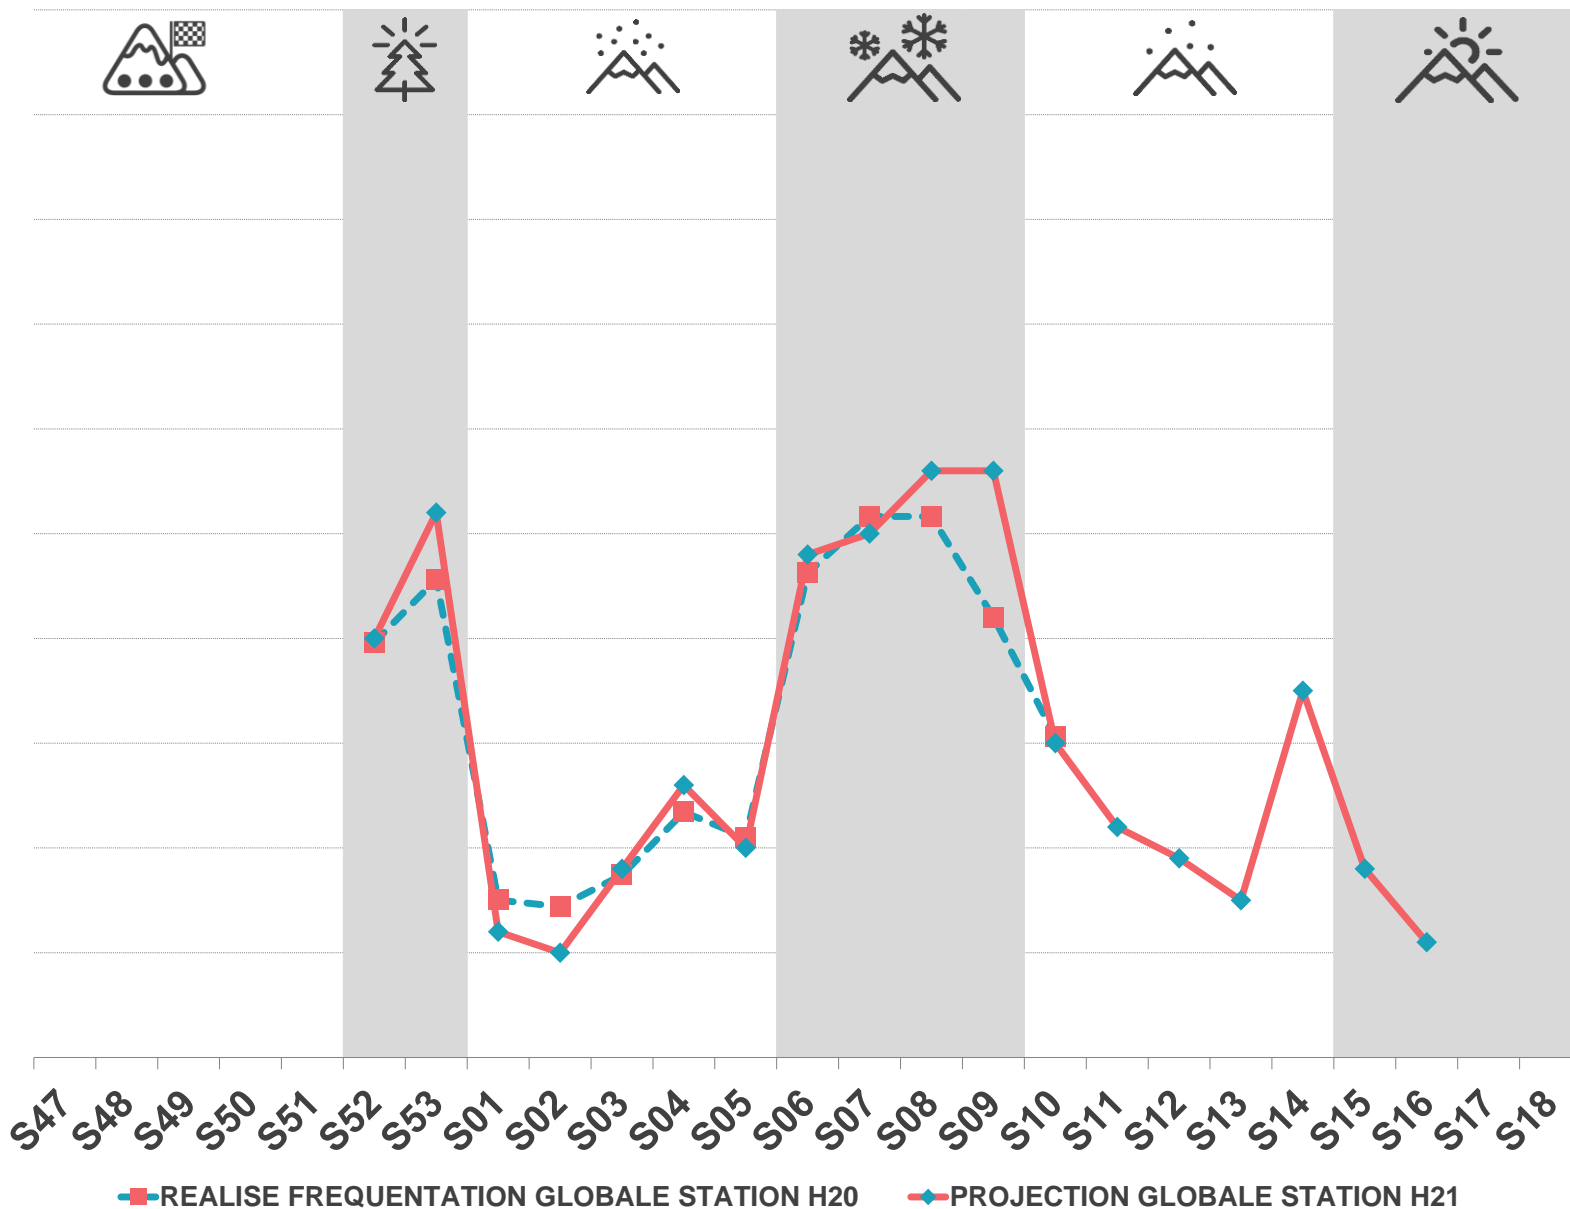 S47 S48 S49 S50 S51 S52 S53 S01 S02 S03 S04 S05 S06 S07 S08 S09 S10 S11 S12 S13 S14 S15 S16 S17 S18
REALISE FREQUENTATION GLOBALE STATION H20 PROJECTION GLOBALE STATION H21